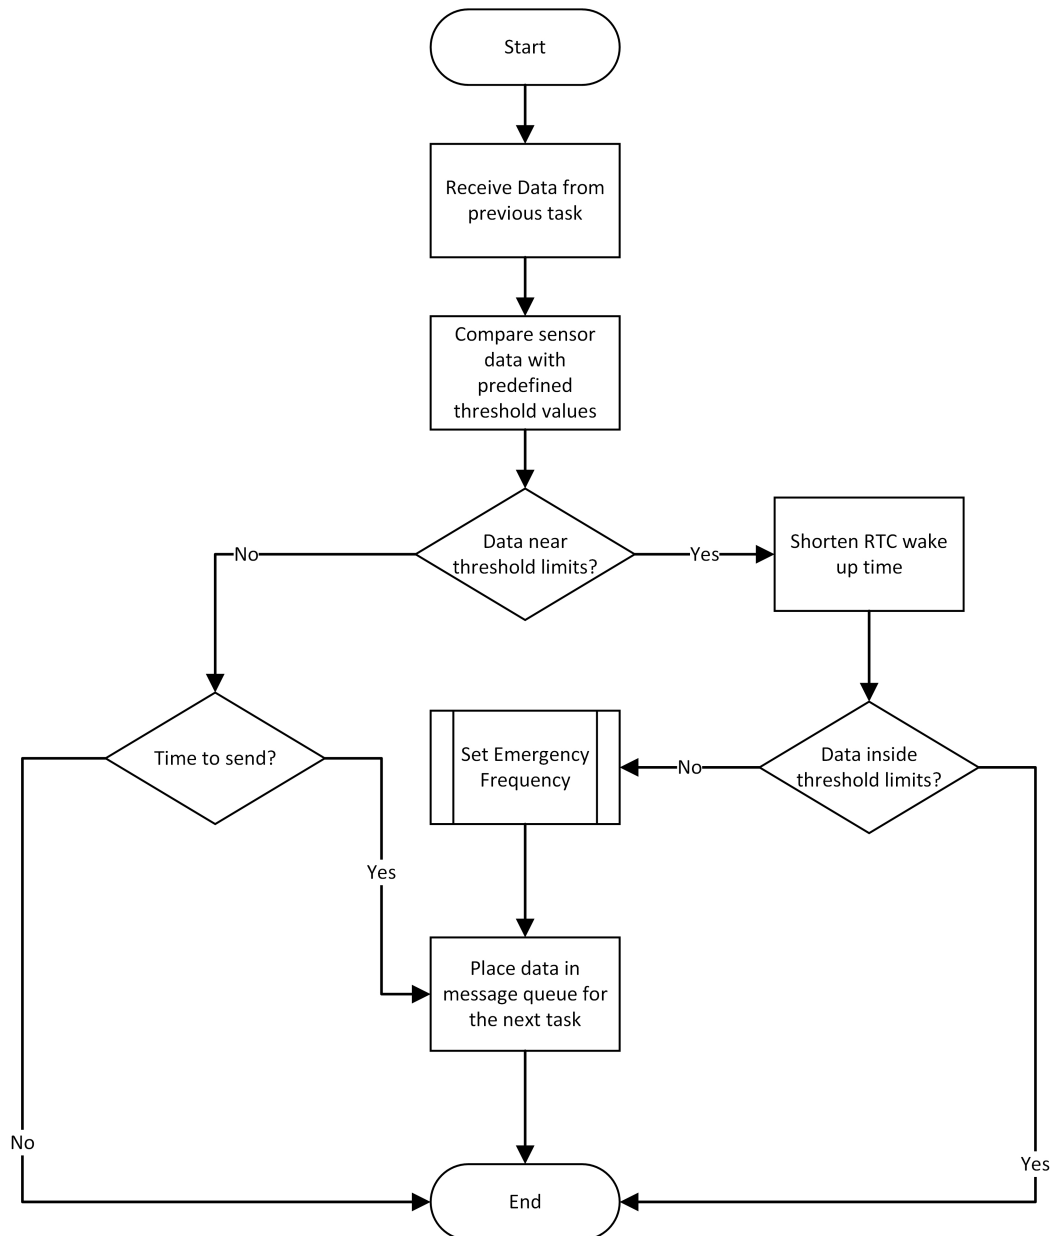 Start
Receive Data from
previous task
Compare sensor
data with
predefined
threshold values
Data near
threshold limits?
No
Yes
Shorten RTC wake
up time
Time to send?
Set Emergency
Frequency
No
Data inside
threshold limits?
Yes
Place data in
message queue for
the next task
No
Yes
End